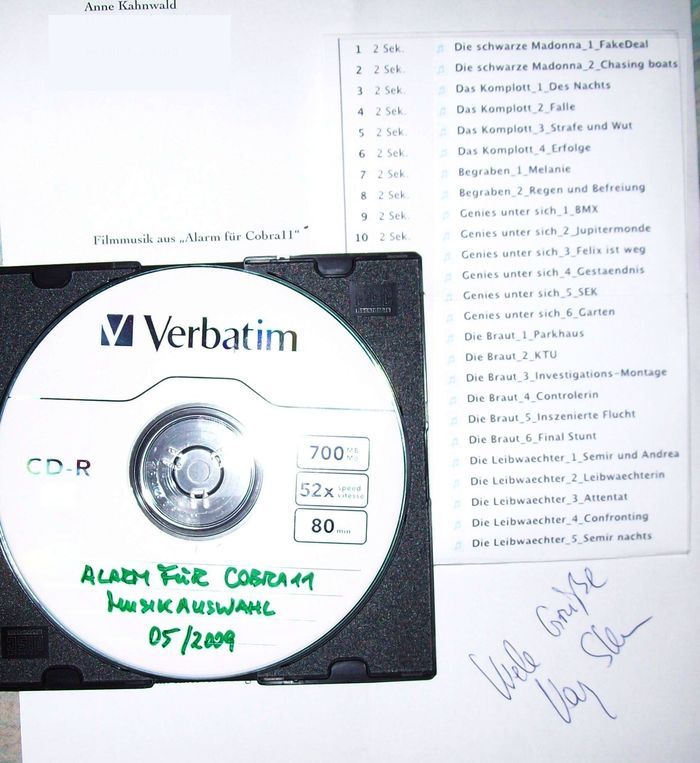 Anne Kahnwald
Filmmusik aus „Alarm für Cobra11"
1 2 Sek. Die schwarze Madonna_1_FakeDeal
2 2 Sek. Die schwarze Madonna_2_Chasing boats
3 2 Sek. Das Komplott_1_Des Nachts
4 2 Sek. Das Komplott_2_Falle
5 2 Sek. Das Komplott_3_Strafe und Wut
6 2 Sek. Das Komplott_4_Erfolge
7 2 Sek. Begraben_1_Melanie
8 2 Sek. Begraben_2_Regen und Befreiung
9 2 Sek. Genies unter sich_1_BMX
10 2 Sek. Genies unter sich_2_Jupitermonde
Genies unter sich_3_Felix ist weg
Genies unter sich_4_Gestaendnis
Genies unter sich_5_SEK
Genies unter sich_6_Garten
Die Braut_1_Parkhaus
Die Braut_2_KTU
Die Braut_3_Investigations-Montage
Die Braut_4_Controlerin
Die Braut_5_Inszenierte Flucht
Die Braut_6_Final Stunt
Die Leibwaechter_1_Semir und Andrea
Die Leibwaechter_2_Leibwaechterin
Die Leibwaechter_3_Attentat
Die Leibwaechter_4_Confronting
Die Leibwaechter_5_Semir nachts
Verbatim
CD-R
700 MB Mo
52x speed vitesse
80 min
ALARM FÜR COBRA11
MUSIKAUSWAHL
05/2009
Viele Grüße